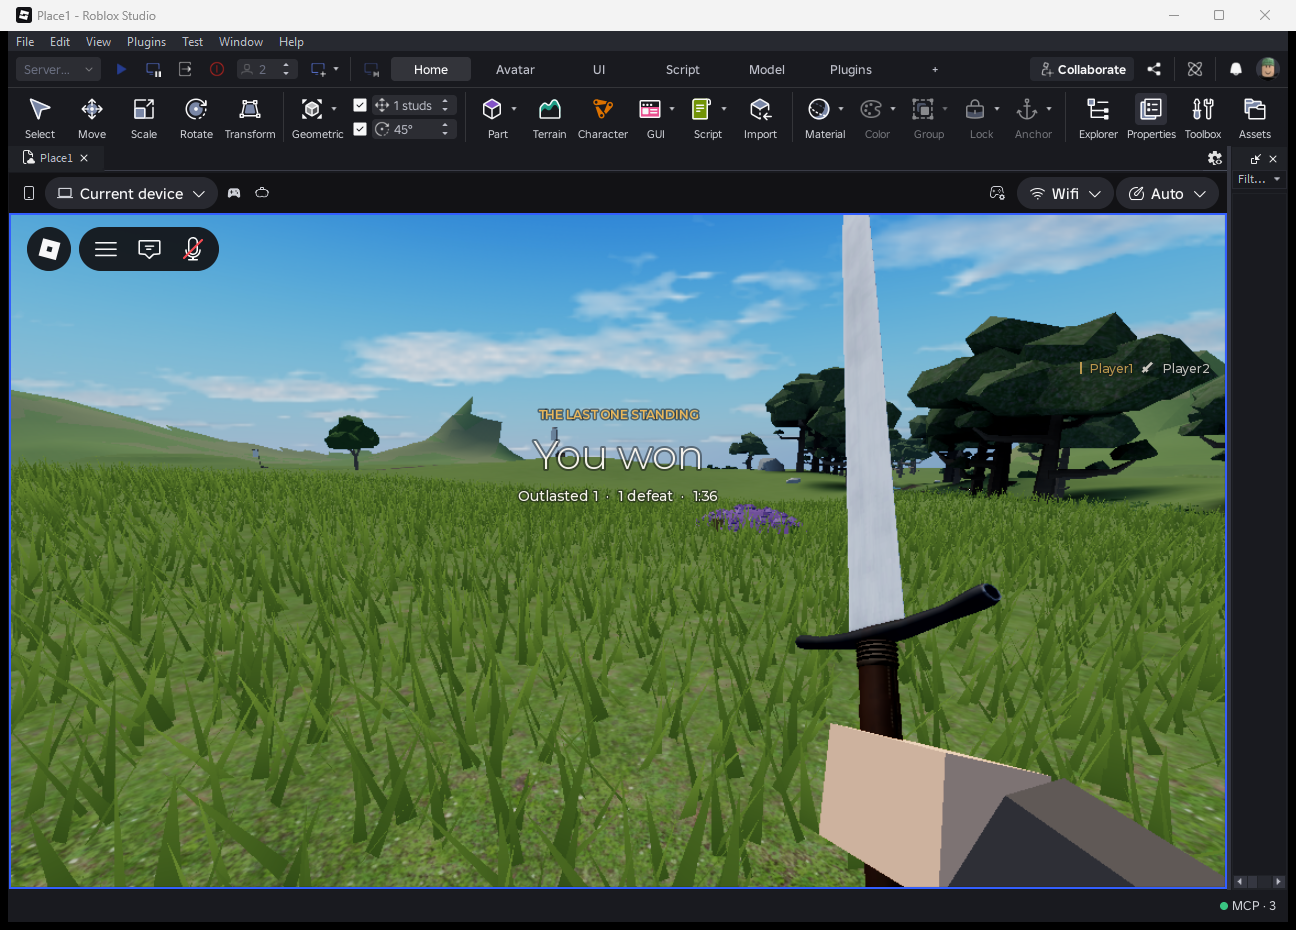 Place1 - Roblox Studio
File Edit View Plugins Test Window Help
Server... 2 Home Avatar UI Script Model Plugins + Collaborate
1 studs
45°
Select Move Scale Rotate Transform Geometric Part Terrain Character GUI Script Import Material Color Group Lock Anchor Explorer Properties Toolbox Assets
Place1
Filt...
Current device Wifi Auto
Player1 Player2
THE LAST ONE STANDING
You won
Outlasted 1 · 1 defeat · 1:36
MCP · 3